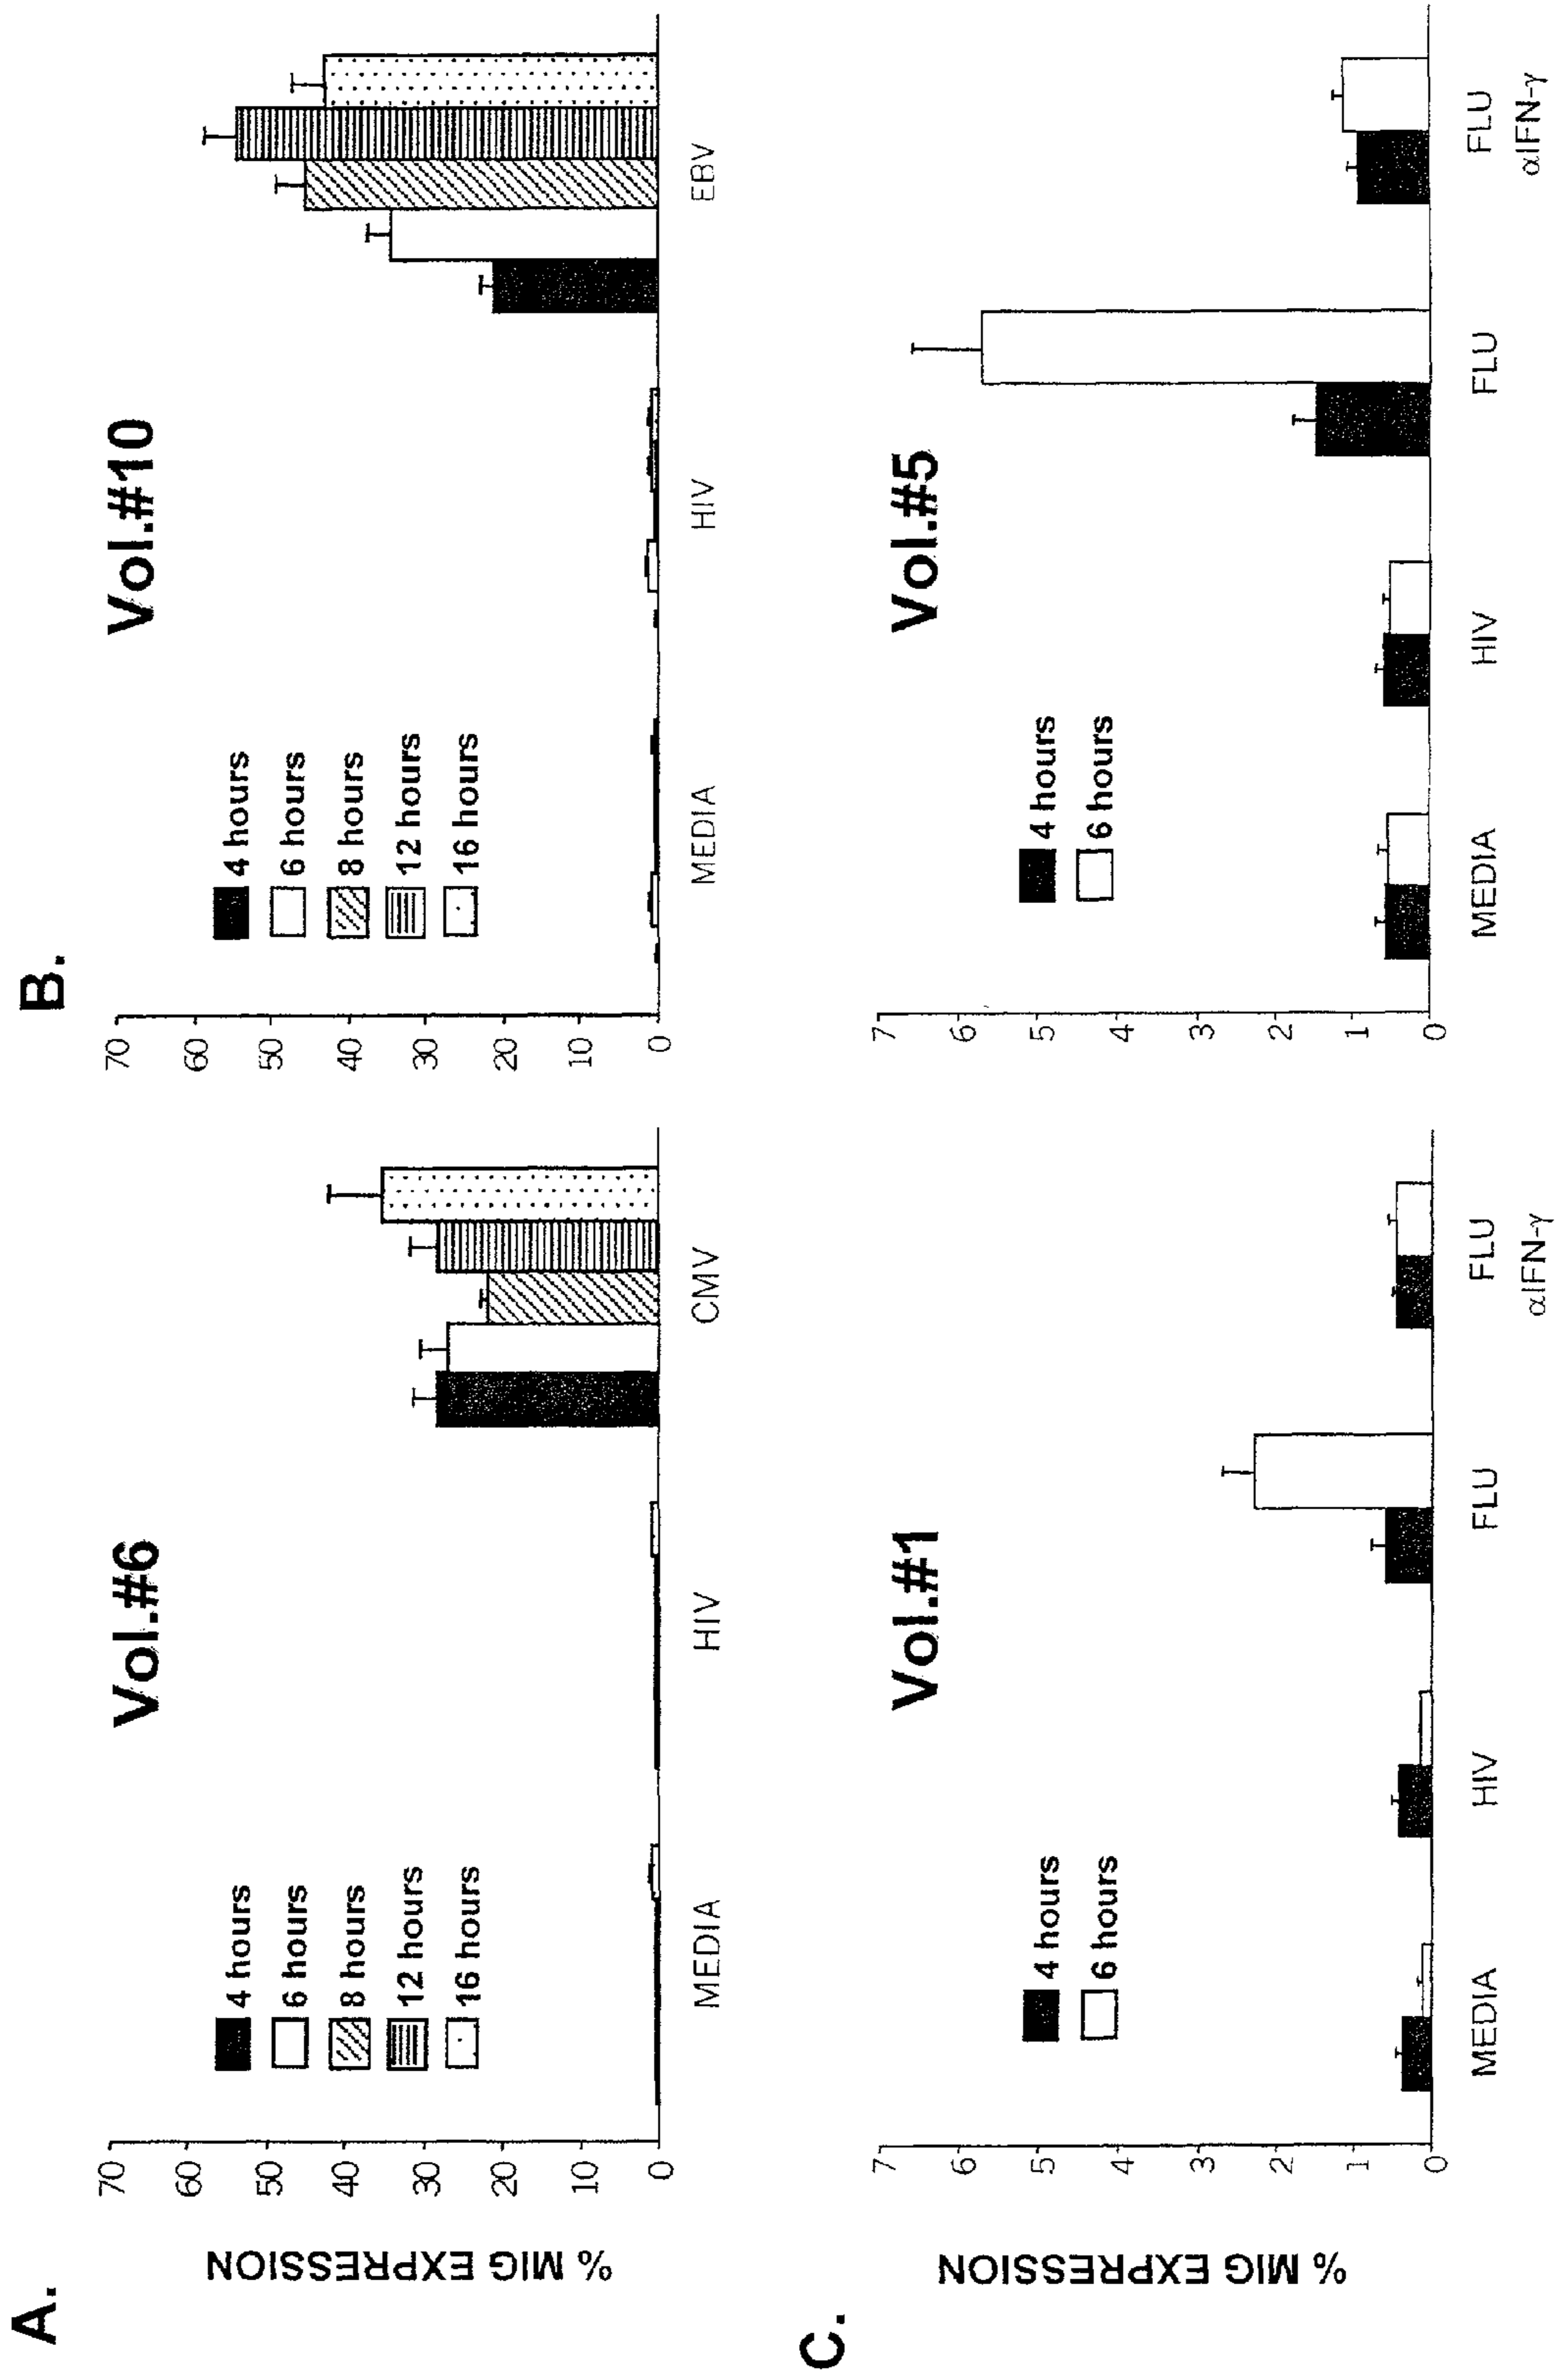 A.
Vol.#6
% MIG EXPRESSION
70
60
50
40
30
20
10
0
4 hours
6 hours
8 hours
12 hours
16 hours
MEDIA HIV CMV
B.
Vol.#10
70
60
50
40
30
20
10
0
4 hours
6 hours
8 hours
12 hours
16 hours
MEDIA HIV EBV
C.
Vol.#1
% MIG EXPRESSION
7
6
5
4
3
2
1
0
4 hours
6 hours
MEDIA HIV FLU FLU
αIFN-γ
Vol.#5
7
6
5
4
3
2
1
0
4 hours
6 hours
MEDIA HIV FLU FLU
αIFN-γ